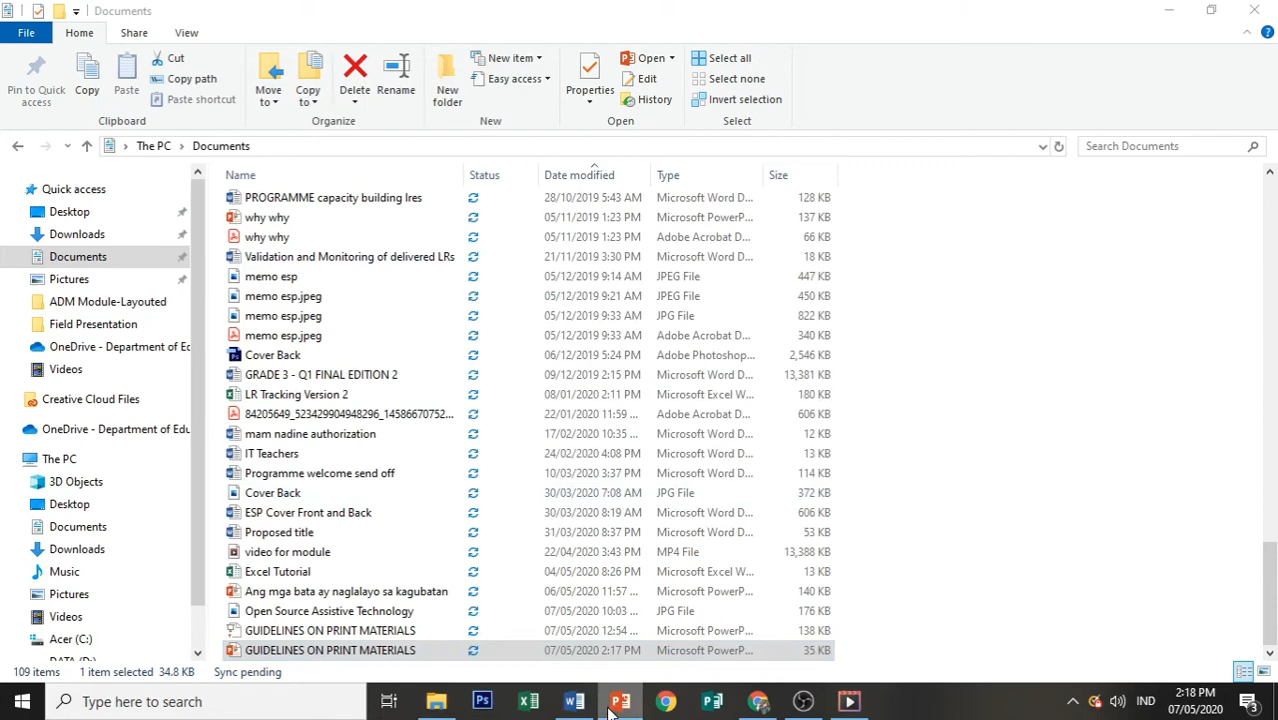 Documents
File Home Share View
Pin to Quick access
Copy
Paste
Cut
Copy path
Paste shortcut
Clipboard
Move to
Copy to
Delete
Rename
Organize
New folder
New item
Easy access
New
Properties
Open
Edit
History
Open
Select all
Select none
Invert selection
Select
The PC Documents
Search Documents
Quick access
Desktop
Downloads
Documents
Pictures
ADM Module-Layouted
Field Presentation
OneDrive - Department of Ec
Videos
Creative Cloud Files
OneDrive - Department of Edu
The PC
3D Objects
Desktop
Documents
Downloads
Music
Pictures
Videos
Acer (C:)
DATA (D:)
Name Status Date modified Type Size
PROGRAMME capacity building lres 28/10/2019 5:43 AM Microsoft Word D... 128 KB
why why 05/11/2019 1:23 PM Microsoft PowerP... 137 KB
why why 05/11/2019 1:23 PM Adobe Acrobat D... 66 KB
Validation and Monitoring of delivered LRs 21/11/2019 3:30 PM Microsoft Word D... 18 KB
memo esp 05/12/2019 9:14 AM JPEG File 447 KB
memo esp.jpeg 05/12/2019 9:21 AM JPEG File 450 KB
memo esp.jpeg 05/12/2019 9:33 AM JPG File 822 KB
memo esp.jpeg 05/12/2019 9:33 AM Adobe Acrobat D... 340 KB
Cover Back 06/12/2019 5:24 PM Adobe Photoshop... 2,546 KB
GRADE 3 - Q1 FINAL EDITION 2 09/12/2019 2:15 PM Microsoft Word D... 13,381 KB
LR Tracking Version 2 08/01/2020 2:11 PM Microsoft Excel W... 180 KB
84205649_523429904948296_14586670752... 22/01/2020 11:59 ... Adobe Acrobat D... 606 KB
mam nadine authorization 17/02/2020 10:35 ... Microsoft Word D... 12 KB
IT Teachers 24/02/2020 4:08 PM Microsoft Word D... 13 KB
Programme welcome send off 10/03/2020 3:37 PM Microsoft Word D... 114 KB
Cover Back 30/03/2020 7:08 AM JPG File 372 KB
ESP Cover Front and Back 30/03/2020 8:19 AM Microsoft Word D... 606 KB
Proposed title 31/03/2020 8:37 PM Microsoft Word D... 53 KB
video for module 22/04/2020 3:43 PM MP4 File 13,388 KB
Excel Tutorial 04/05/2020 8:26 PM Microsoft Excel W... 13 KB
Ang mga bata ay naglalayo sa kagubatan 06/05/2020 11:57 ... Microsoft PowerP... 140 KB
Open Source Assistive Technology 07/05/2020 10:03 ... JPG File 176 KB
GUIDELINES ON PRINT MATERIALS 07/05/2020 12:54 ... Microsoft PowerP... 138 KB
GUIDELINES ON PRINT MATERIALS 07/05/2020 2:17 PM Microsoft PowerP... 35 KB
109 items 1 item selected 34.8 KB Sync pending
Type here to search
IND
2:18 PM
07/05/2020
3